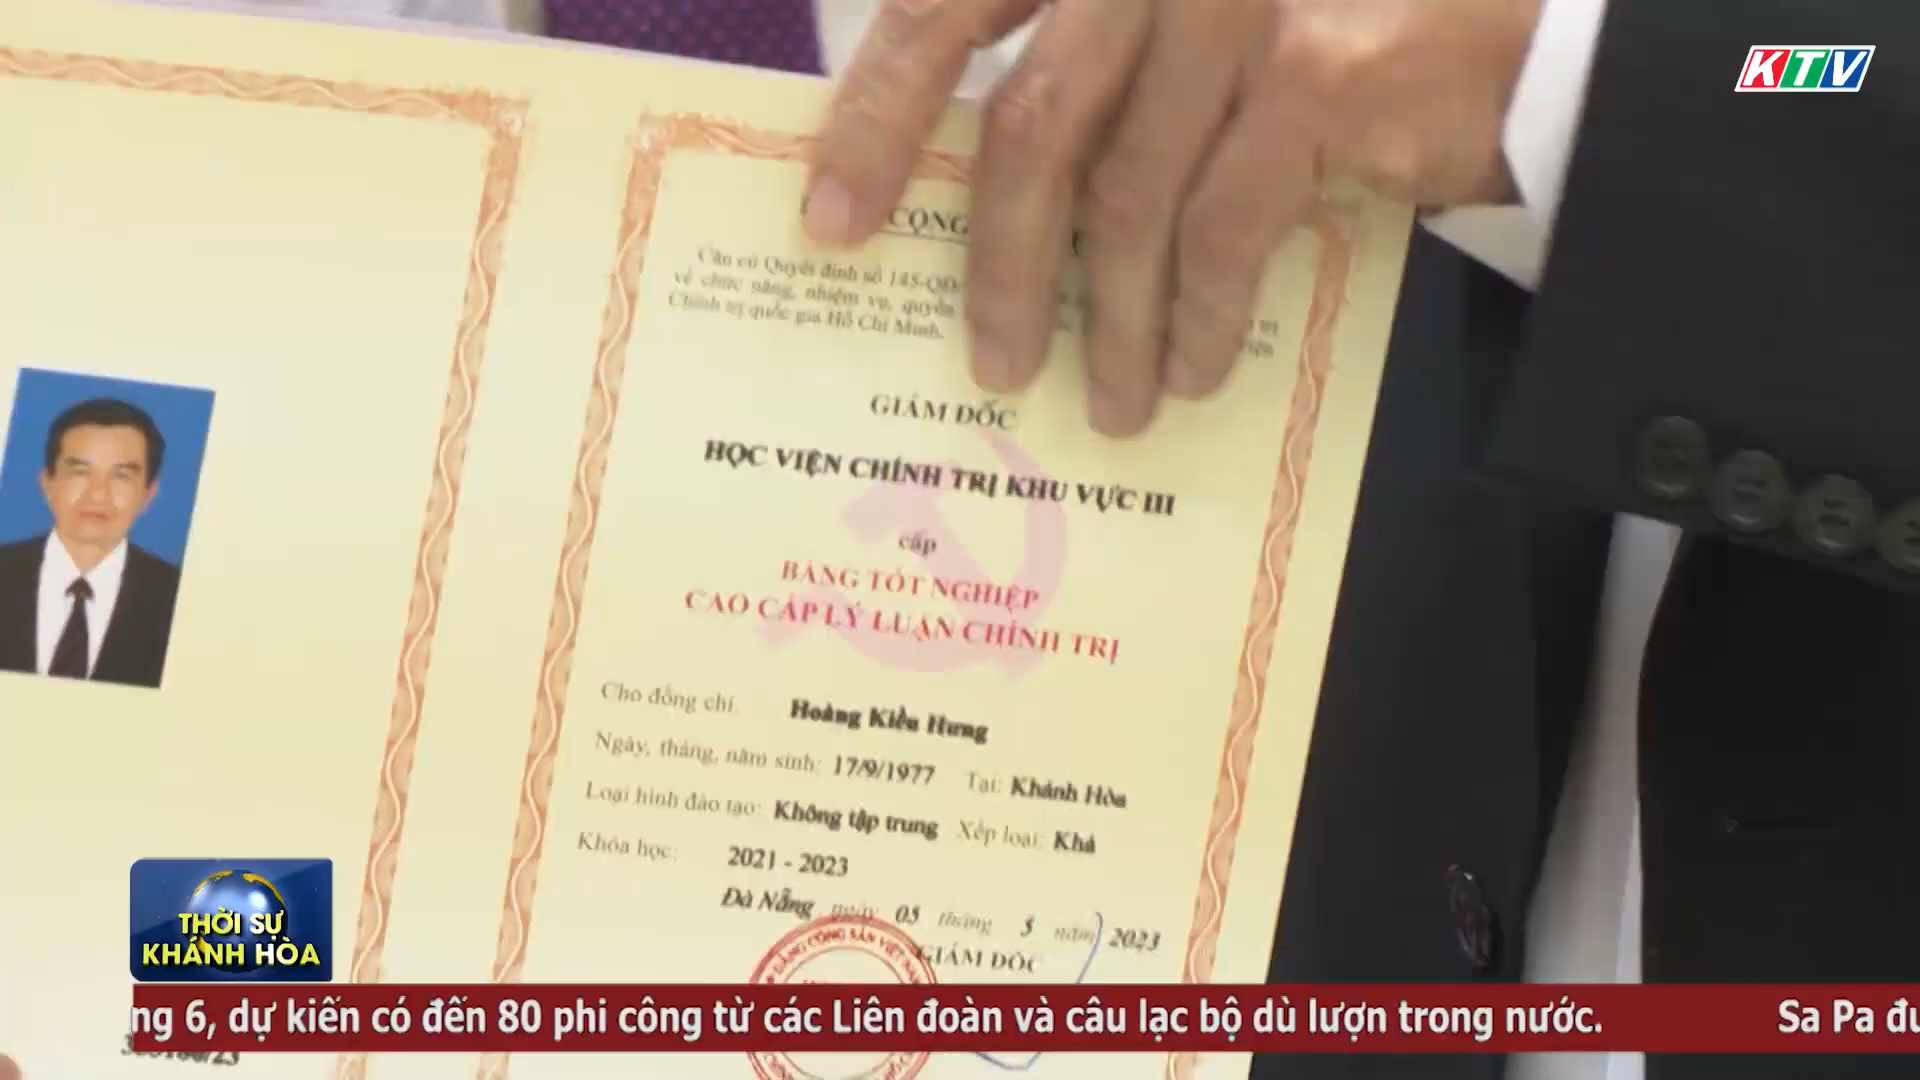 KTV
CỘNG
Căn cứ Quyết định số 145-QĐ
về chức năng, nhiệm vụ, quyền
Chính trị quốc gia Hồ Chí Minh.
GIÁM ĐỐC
HỌC VIỆN CHÍNH TRỊ KHU VỰC III
cấp
BẰNG TỐT NGHIỆP
CAO CẤP LÝ LUẬN CHÍNH TRỊ
Cho đồng chí: Hoàng Kiều Hưng
Ngày, tháng, năm sinh: 17/9/1977 Tại: Khánh Hòa
Loại hình đào tạo: Không tập trung Xếp loại: Khá
Khóa học: 2021 - 2023
Đà Nẵng ngày 05 tháng 5 năm 2023
GIÁM ĐỐC
ĐẢNG CỘNG SẢN VIỆT NAM
THỜI SỰ
KHÁNH HÒA
ng 6, dự kiến có đến 80 phi công từ các Liên đoàn và câu lạc bộ dù lượn trong nước. Sa Pa đư